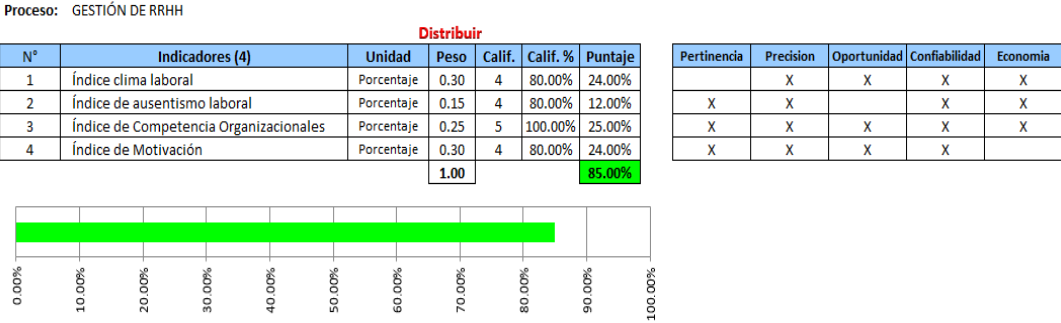 Proceso: GESTIÓN DE RRHH
Distribuir
N° Indicadores (4) Unidad Peso Calif. Calif. % Puntaje Pertinencia Precision Oportunidad Confiabilidad Economia
1 Índice clima laboral Porcentaje 0.30 4 80.00% 24.00% X X X X
2 Índice de ausentismo laboral Porcentaje 0.15 4 80.00% 12.00% X X X X
3 Índice de Competencia Organizacionales Porcentaje 0.25 5 100.00% 25.00% X X X X X
4 Índice de Motivación Porcentaje 0.30 4 80.00% 24.00% X X X X
1.00 85.00%
0.00% 10.00% 20.00% 30.00% 40.00% 50.00% 60.00% 70.00% 80.00% 90.00% 100.00%